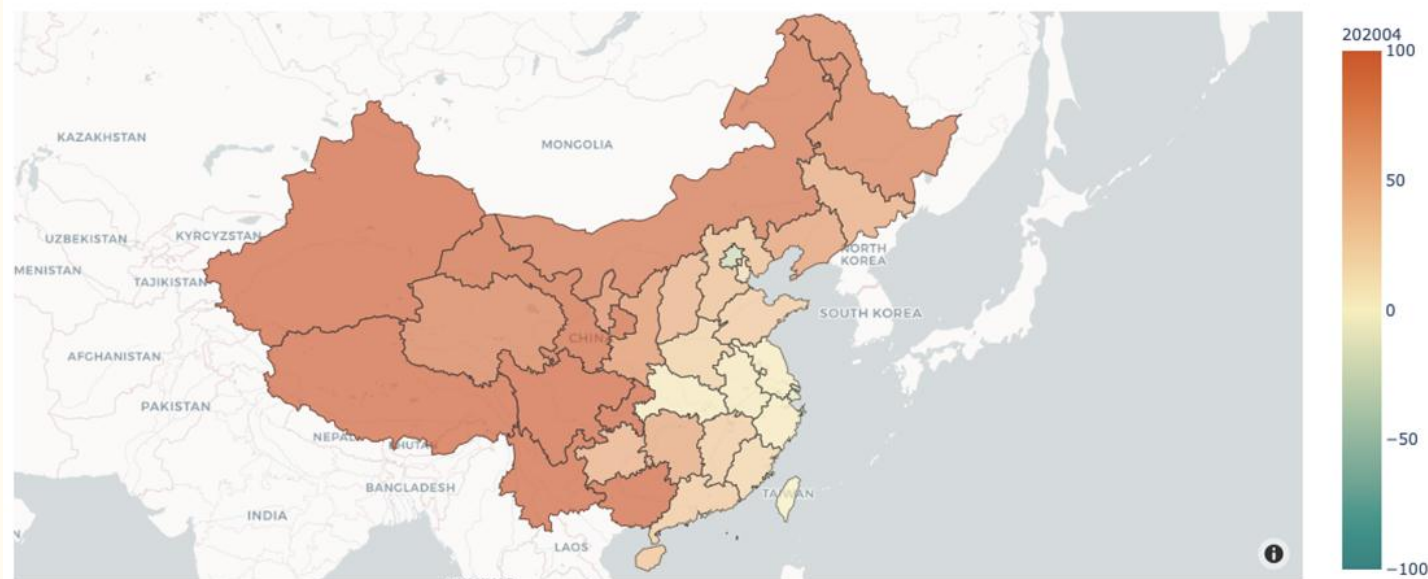 202004
100
50
0
−50
−100
KAZAKHSTAN
MONGOLIA
UZBEKISTAN
KYRGYZSTAN
MENISTAN
TAJIKISTAN
NORTH
KOREA
SOUTH KOREA
CHIN
AFGHANISTAN
PAKISTAN
NEPAL
BHUTAN
BANGLADESH
TAIWAN
INDIA
LAOS
N
i